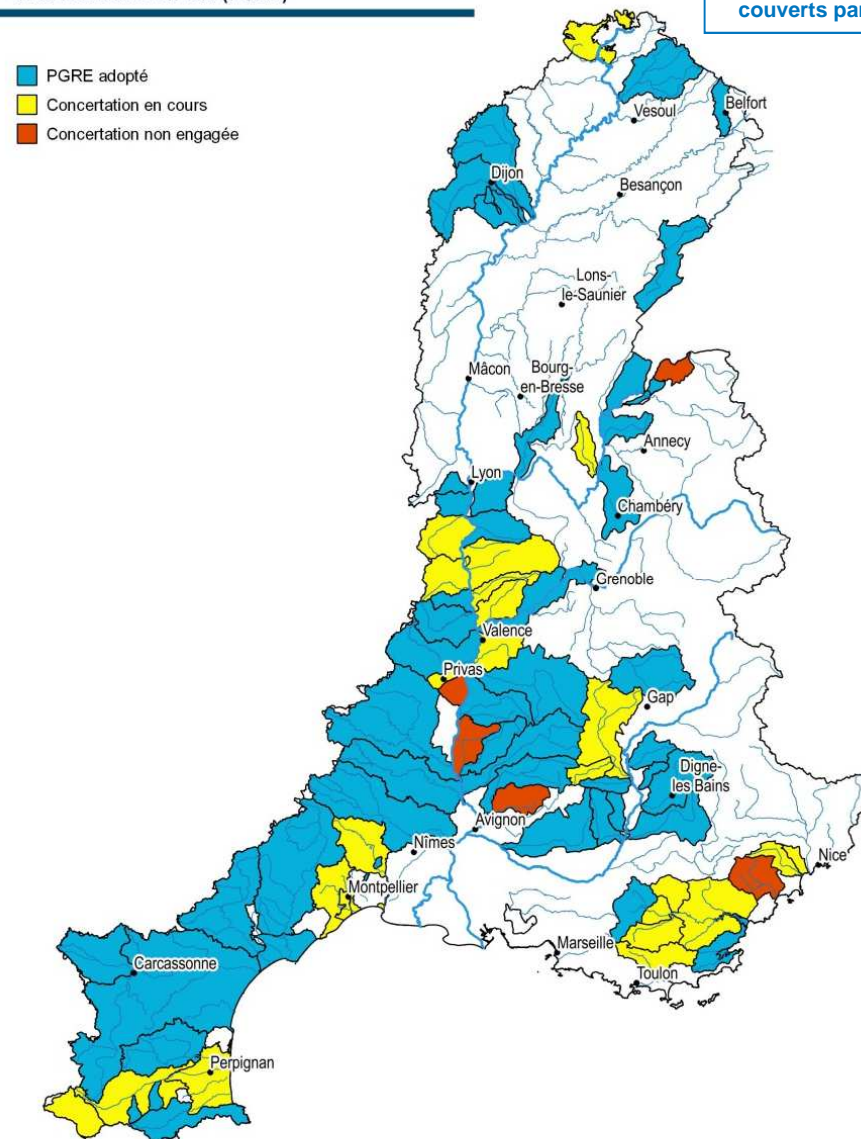 couverts par
PGRE adopté
Concertation en cours
Concertation non engagée
Vesoul
Belfort
Dijon
Besançon
Lons-
le-Saunier
Mâcon
Bourg-
en-Bresse
Annecy
Lyon
Chambéry
Grenoble
Valence
Privas
Gap
Digne-
les Bains
Avignon
Nîmes
Nice
Montpellier
Marseille
Carcassonne
Toulon
Perpignan